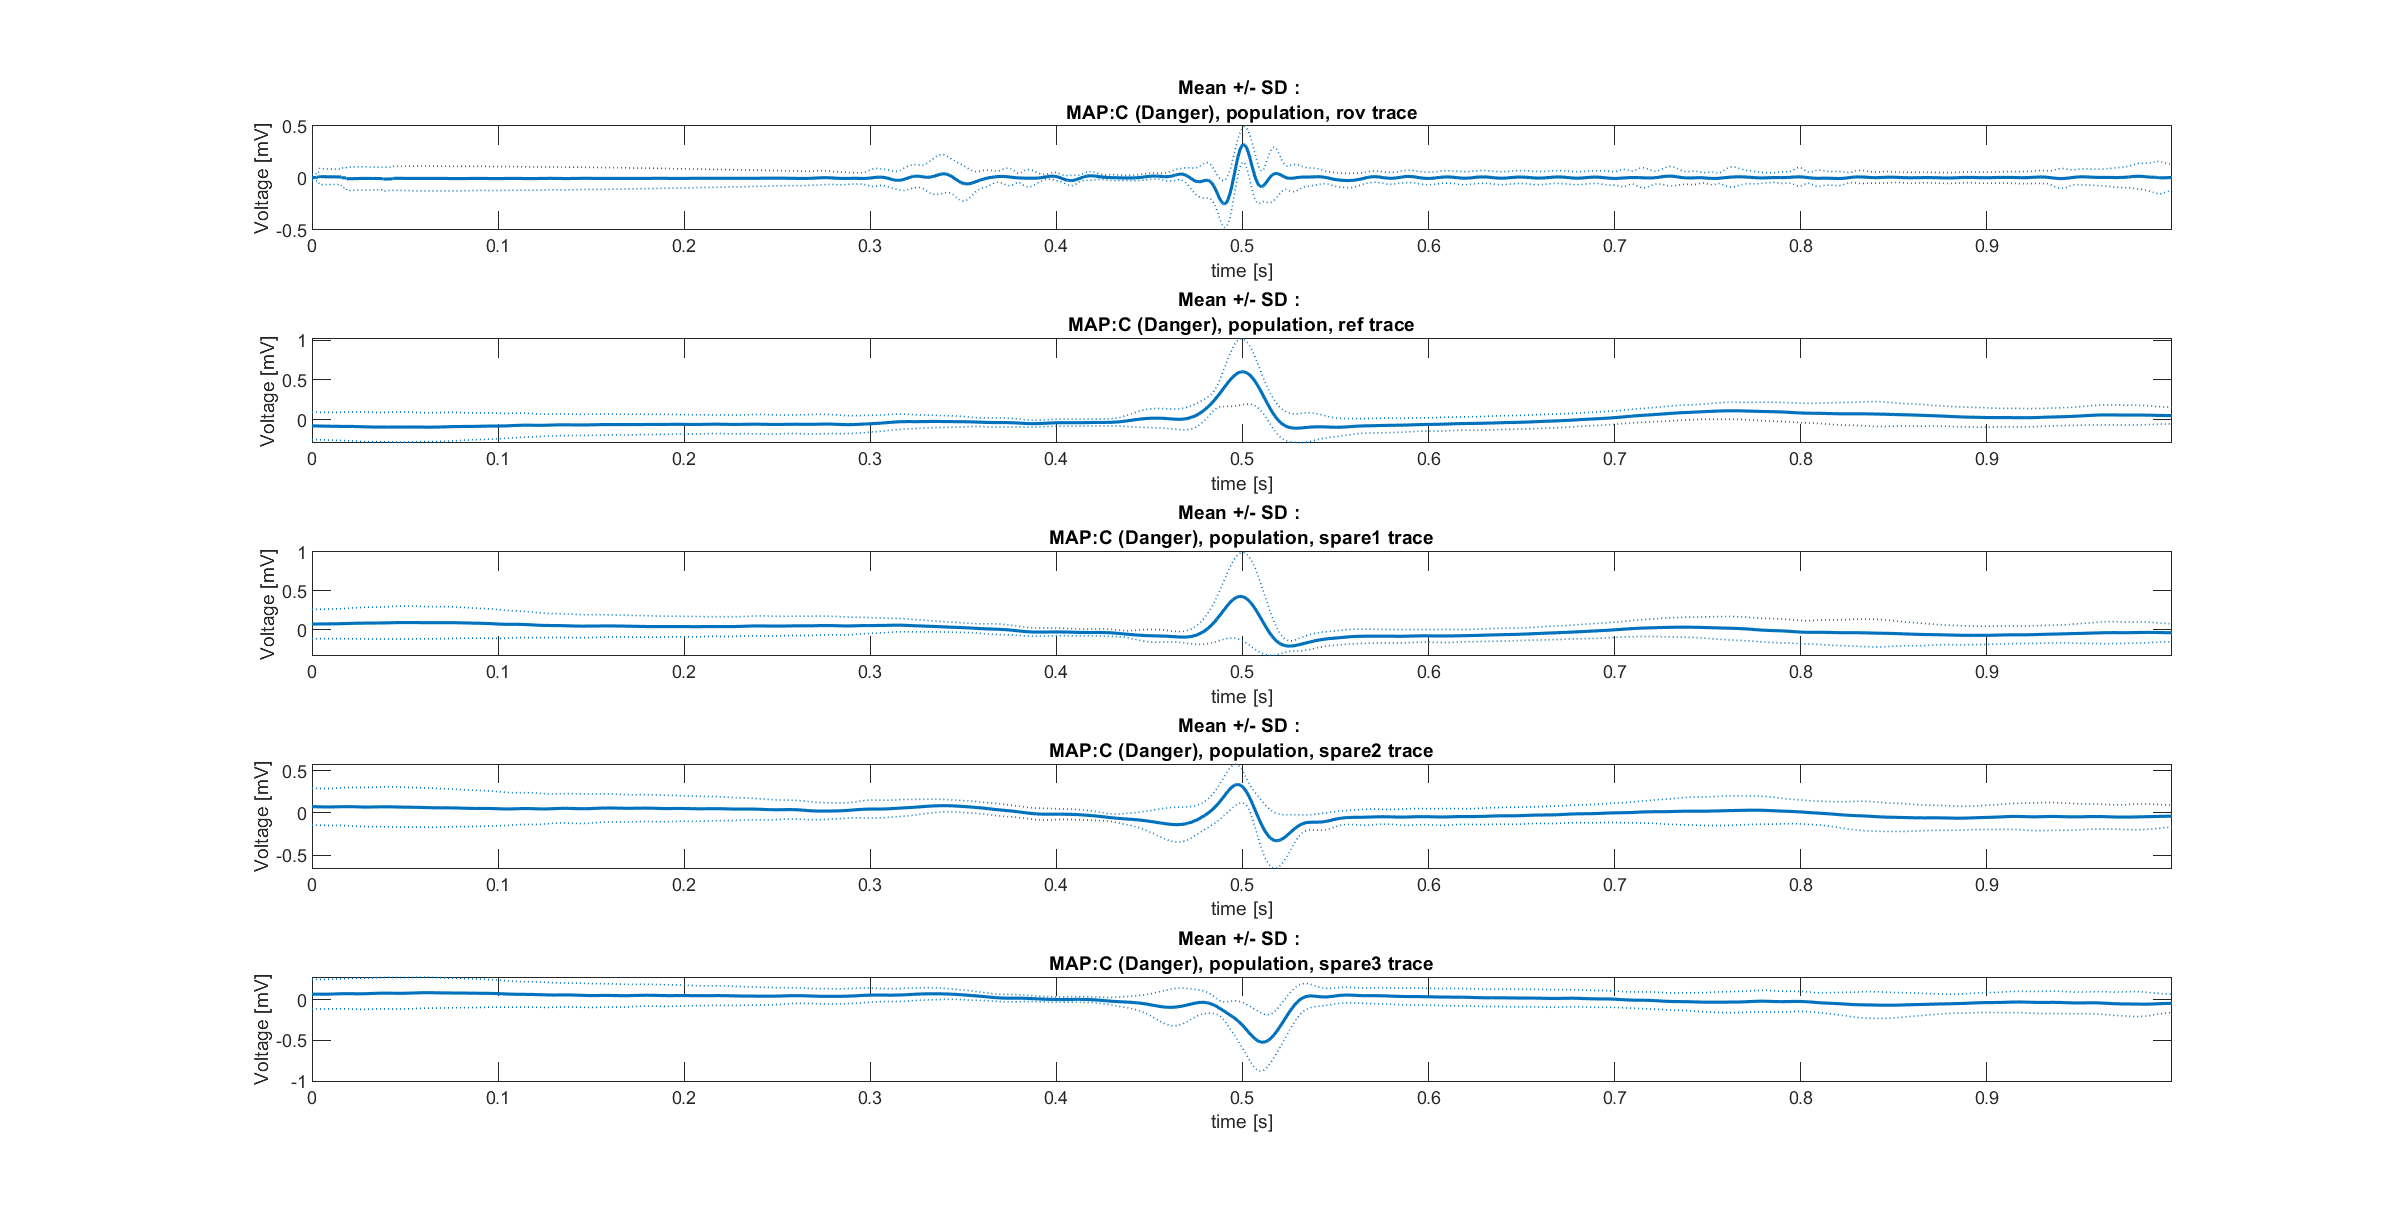 Mean +/- SD :
MAP:C (Danger), population, rov trace
Voltage [mV]
0.5
0
-0.5
0 0.1 0.2 0.3 0.4 0.5 0.6 0.7 0.8 0.9
time [s]
Mean +/- SD :
MAP:C (Danger), population, ref trace
Voltage [mV]
1
0.5
0
0 0.1 0.2 0.3 0.4 0.5 0.6 0.7 0.8 0.9
time [s]
Mean +/- SD :
MAP:C (Danger), population, spare1 trace
Voltage [mV]
1
0.5
0
0 0.1 0.2 0.3 0.4 0.5 0.6 0.7 0.8 0.9
time [s]
Mean +/- SD :
MAP:C (Danger), population, spare2 trace
Voltage [mV]
0.5
0
-0.5
0 0.1 0.2 0.3 0.4 0.5 0.6 0.7 0.8 0.9
time [s]
Mean +/- SD :
MAP:C (Danger), population, spare3 trace
Voltage [mV]
0
-0.5
-1
0 0.1 0.2 0.3 0.4 0.5 0.6 0.7 0.8 0.9
time [s]